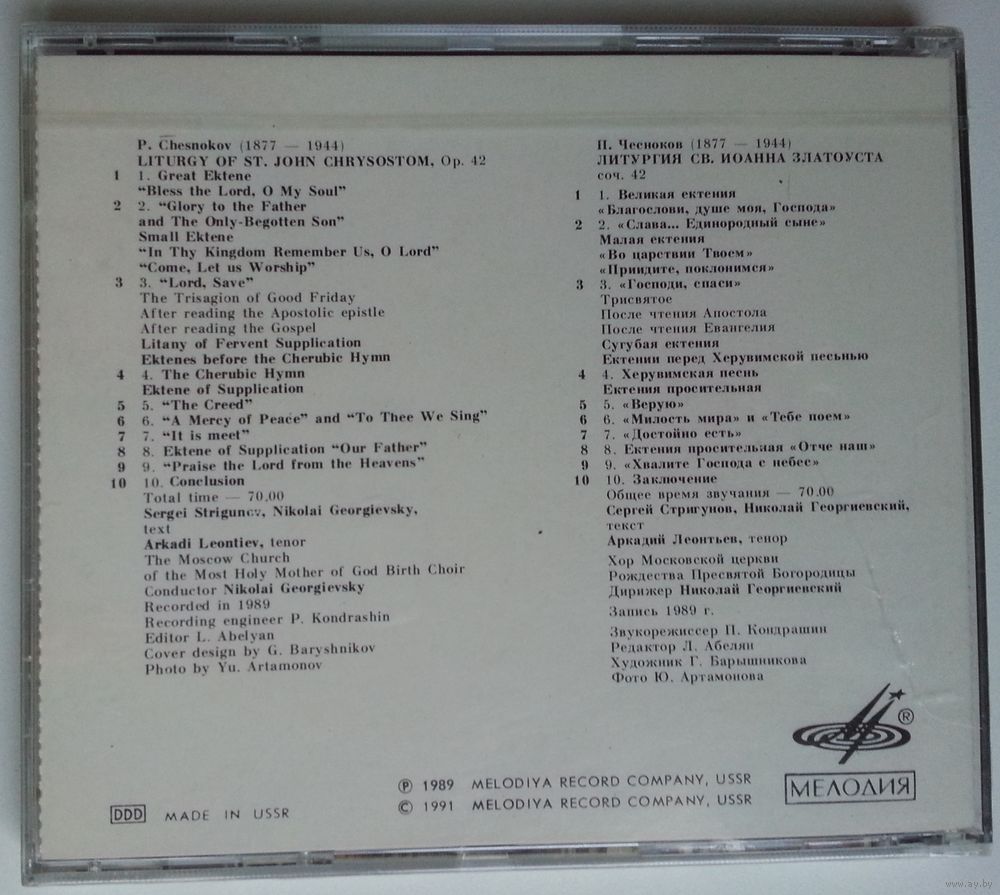 P. Chesnokov (1877 — 1944)
LITURGY OF ST. JOHN CHRYSOSTOM, Op. 42
1 1. Great Ektene
“Bless the Lord, O My Soul”
2 2. “Glory to the Father
and The Only-Begotten Son”
Small Ektene
“In Thy Kingdom Remember Us, O Lord”
“Come, Let us Worship”
3 3. “Lord, Save”
The Trisagion of Good Friday
After reading the Apostolic epistle
After reading the Gospel
Litany of Fervent Supplication
Ektenes before the Cherubic Hymn
4 4. The Cherubic Hymn
Ektene of Supplication
5 5. “The Creed”
6 6. “A Mercy of Peace” and “To Thee We Sing”
7 7. “It is meet”
8 8. Ektene of Supplication “Our Father”
9 9. “Praise the Lord from the Heavens”
10 10. Conclusion
Total time — 70.00
Sergei Strigunov, Nikolai Georgievsky,
text
Arkadi Leontiev, tenor
The Moscow Church
of the Most Holy Mother of God Birth Choir
Conductor Nikolai Georgievsky
Recorded in 1989
Recording engineer P. Kondrashin
Editor L. Abelyan
Cover design by G. Baryshnikov
Photo by Yu. Artamonov
П. Чесноков (1877 — 1944)
ЛИТУРГИЯ СВ. ИОАННА ЗЛАТОУСТА
соч. 42
1 1. Великая ектения
«Благослови, душе моя, Господа»
2 2. «Слава... Единородный сыне»
Малая ектения
«Во царствии Твоем»
«Приидите, поклонимся»
3 3. «Господи, спаси»
Трисвятое
После чтения Апостола
После чтения Евангелия
Сугубая ектения
Ектении перед Херувимской песнью
4 4. Херувимская песнь
Ектения просительная
5 5. «Верую»
6 6. «Милость мира» и «Тебе поем»
7 7. «Достойно есть»
8 8. Ектения просительная «Отче наш»
9 9. «Хвалите Господа с небес»
10 10. Заключение
Общее время звучания — 70.00
Сергей Стригунов, Николай Георгиевский,
текст
Аркадий Леонтьев, тенор
Хор Московской церкви
Рождества Пресвятой Богородицы
Дирижер Николай Георгиевский
Запись 1989 г.
Звукорежиссер П. Кондрашин
Редактор Л. Абелян
Художник Г. Барышникова
Фото Ю. Артамонова
®
МЕЛОДИЯ
℗ 1989 MELODIYA RECORD COMPANY, USSR
© 1991 MELODIYA RECORD COMPANY, USSR
DDD MADE IN USSR
www.ay.by